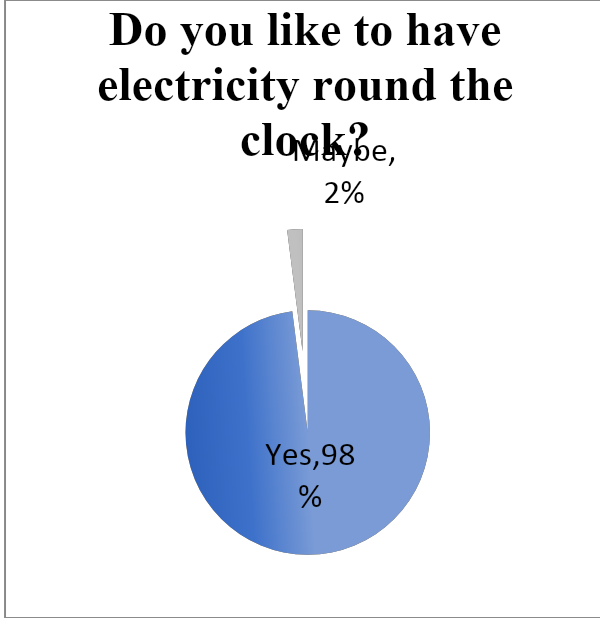 Do you like to have
electricity round the
clock?
Maybe,
2%
Yes,98
%